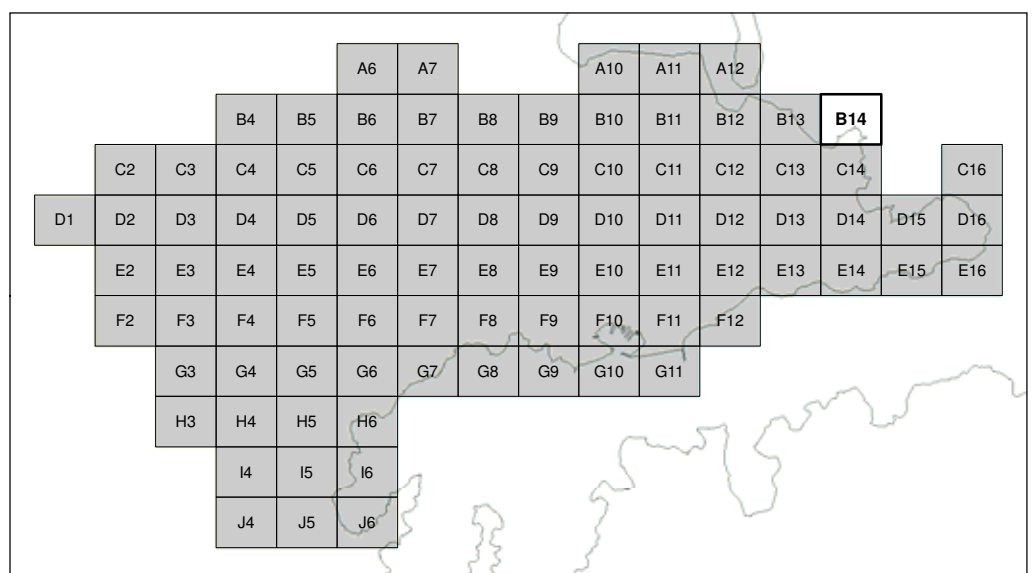 A6 A7 A10 A11 A12
B4 B5 B6 B7 B8 B9 B10 B11 B12 B13 B14
C2 C3 C4 C5 C6 C7 C8 C9 C10 C11 C12 C13 C14 C16
D1 D2 D3 D4 D5 D6 D7 D8 D9 D10 D11 D12 D13 D14 D15 D16
E2 E3 E4 E5 E6 E7 E8 E9 E10 E11 E12 E13 E14 E15 E16
F2 F3 F4 F5 F6 F7 F8 F9 F10 F11 F12
G3 G4 G5 G6 G7 G8 G9 G10 G11
H3 H4 H5 H6
I4 I5 I6
J4 J5 J6